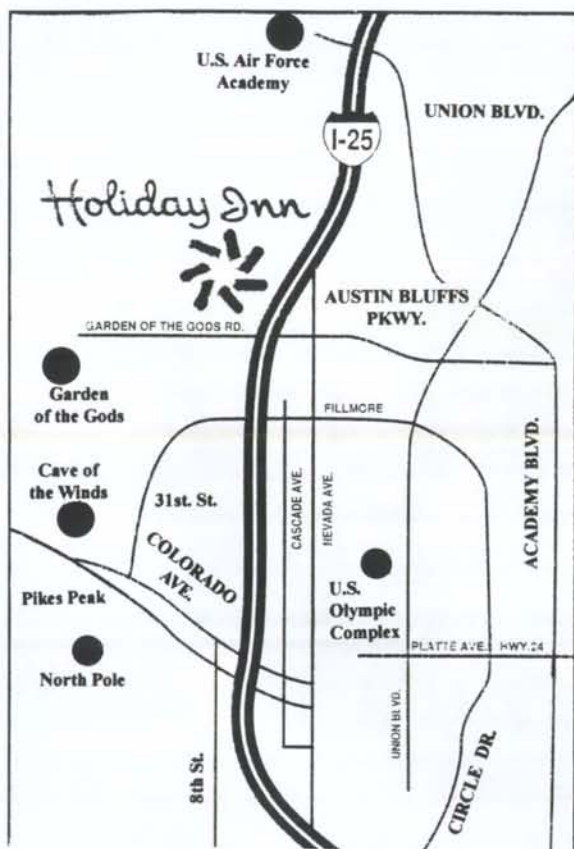 U.S. Air Force
Academy
UNION BLVD.
I-25
Holiday Inn
AUSTIN BLUFFS
PKWY.
GARDEN OF THE GODS RD.
Garden
of the Gods
FILLMORE
Cave of
the Winds
31st. St.
CASCADE AVE.
NEVADA AVE.
ACADEMY BLVD.
COLORADO
AVE.
U.S.
Olympic
Complex
Pikes Peak
PLATTE AVE. HWY.24
North Pole
UNION BLVD.
8th St.
CIRCLE DR.